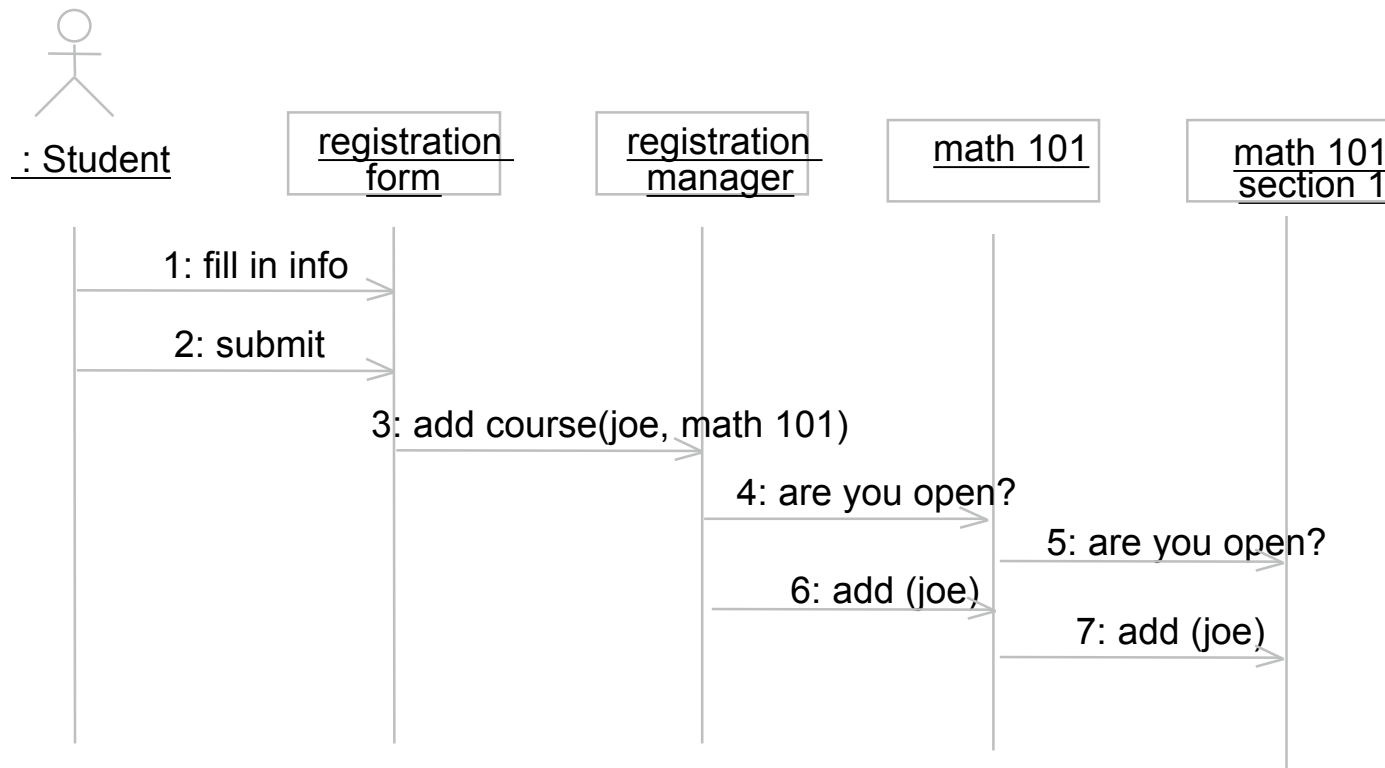 : Student
registration
form
registration
manager
math 101
math 101
section 1
1: fill in info
2: submit
3: add course(joe, math 101)
4: are you open?
5: are you open?
6: add (joe)
7: add (joe)